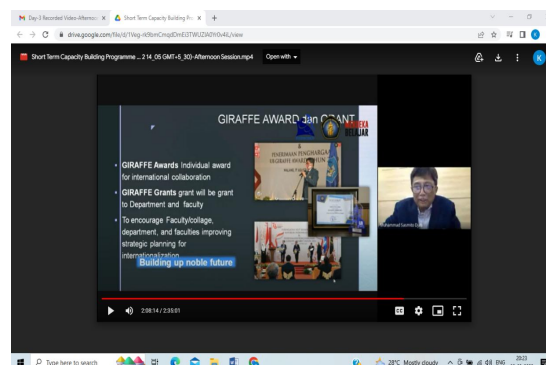 Day-3 Recorded Video-Afternoo
Short Term Capacity Building Pro
drive.google.com/file/d/1Veg-rk9bmCmqdDmEi3TWUZIA0Yr0v4iL/view
Short Term Capacity Building Programme ... 2 14_05 GMT+5_30)-Afternoon Session.mp4
Open with
K
GIRAFFE AWARD dan GRANT
MERDEKA
BELAJAR
• GIRAFFE Awards Individual award
for international collaboration
• GIRAFFE Grants grant will be grant
to Department and faculty
• To encourage Faculty/collage,
department, and faculties improving
strategic planning for
internationalization
Building up noble future
PENERIMAAN PENGHARGA
2:08:14 / 2:35:01
CC
Type here to search
28°C Mostly cloudy
ENG
20:23